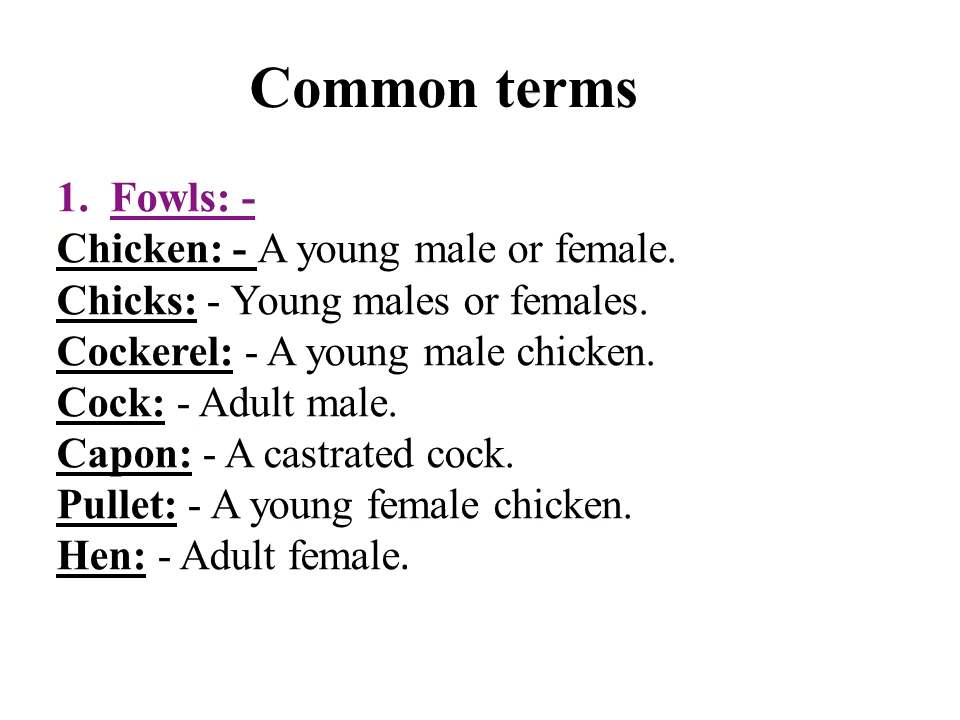 Common terms
1. Fowls: -
Chicken: - A young male or female.
Chicks: - Young males or females.
Cockerel: - A young male chicken.
Cock: - Adult male.
Capon: - A castrated cock.
Pullet: - A young female chicken.
Hen: - Adult female.